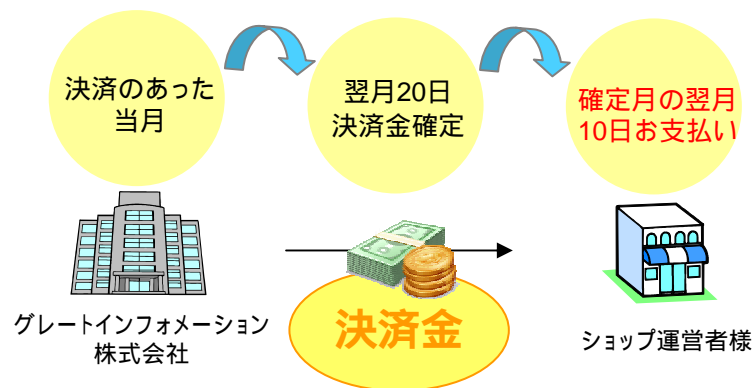 決済のあった
当月
翌月20日
決済金確定
確定月の翌月
10日お支払い
グレートインフォメーション
株式会社
決済金
ショップ運営者様